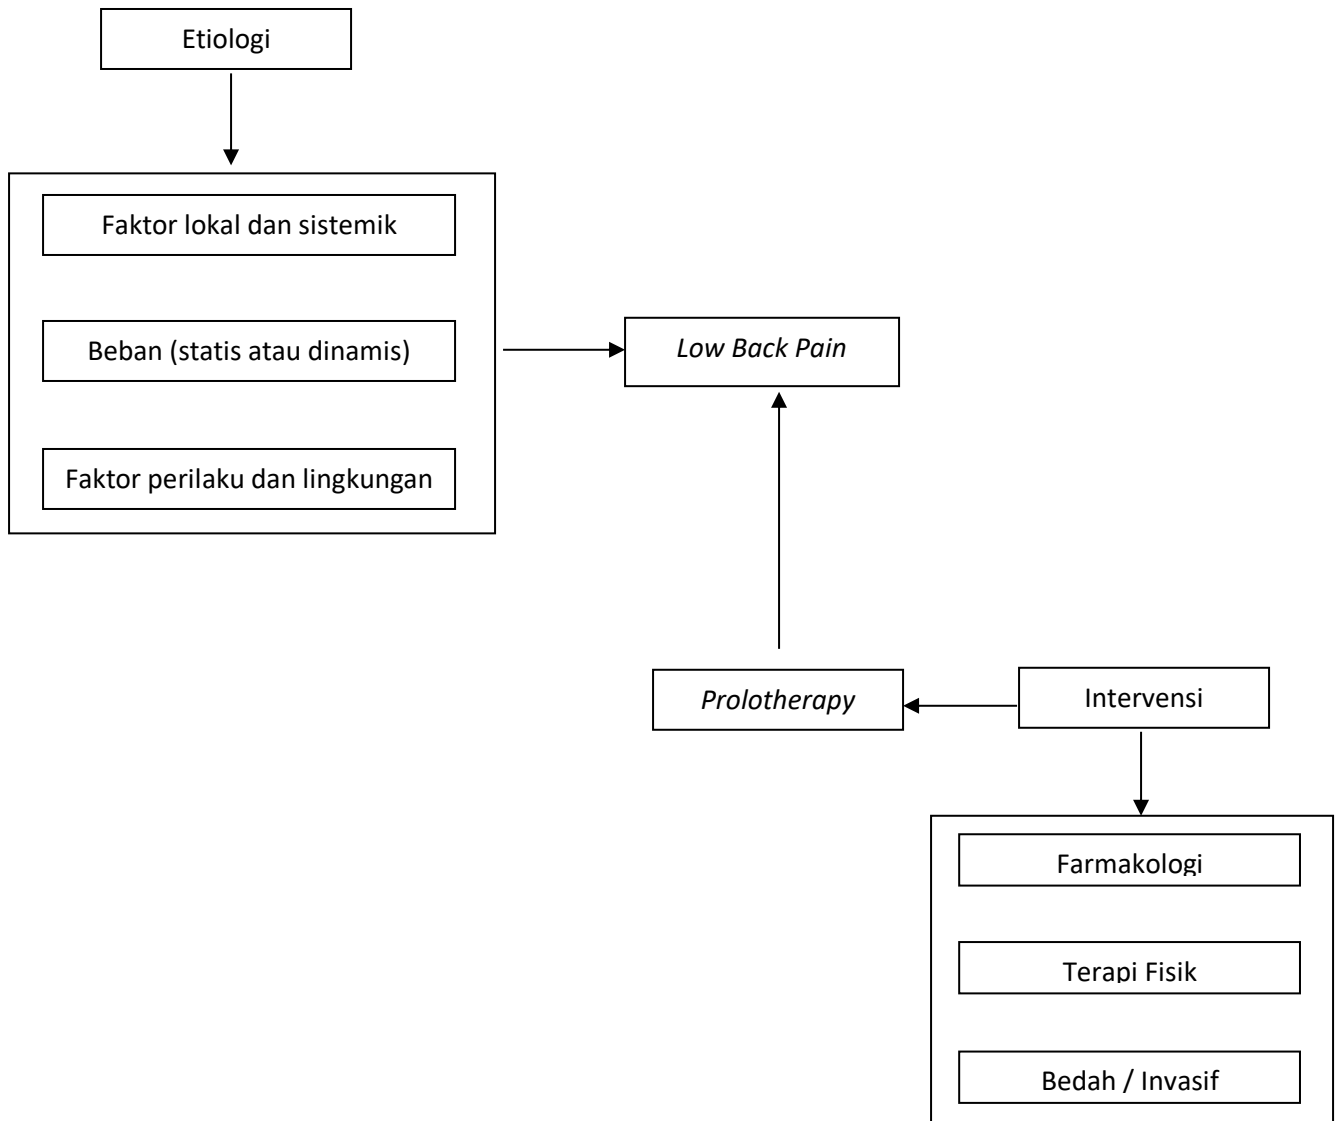 Etiologi
Faktor lokal dan sistemik
Beban (statis atau dinamis)
Low Back Pain
Faktor perilaku dan lingkungan
Prolotherapy
Intervensi
Farmakologi
Terapi Fisik
Bedah / Invasif